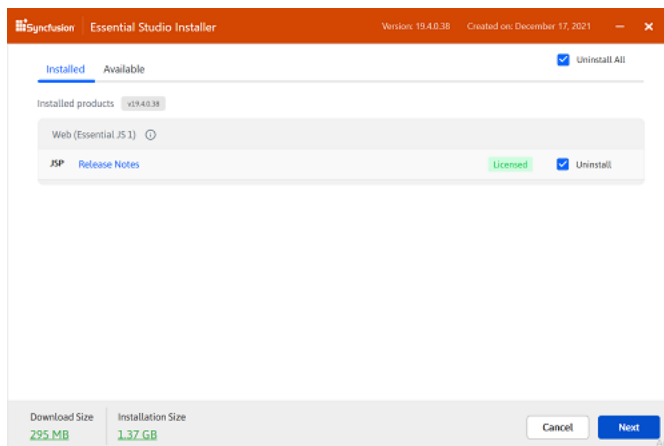 Syncfusion Essential Studio Installer Version: 19.4.0.38 Created on: December 17, 2021
Installed Available Uninstall All
Installed products v19.4.0.38
Web (Essential JS 1)
JSP Release Notes Licensed Uninstall
Download Size Installation Size
295 MB 1.37 GB
Cancel Next